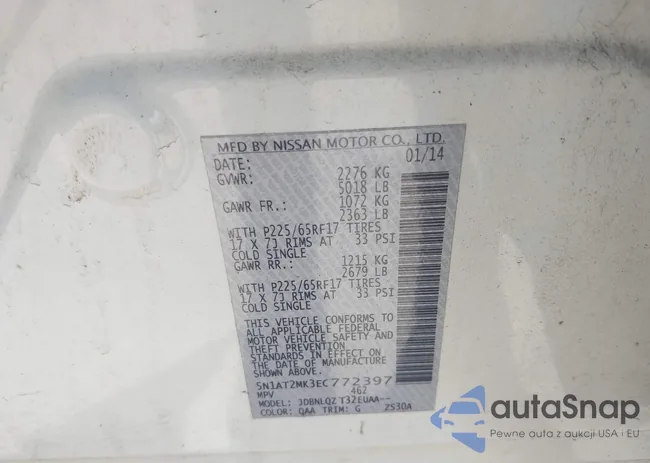 MFD BY NISSAN MOTOR CO., LTD.
DATE: 01/14
GVWR: 2276 KG
5018 LB
GAWR FR.: 1072 KG
2363 LB
WITH P225/65RF17 TIRES
17 X 7J RIMS AT 33 PSI
COLD SINGLE
GAWR RR.: 1215 KG
2679 LB
WITH P225/65RF17 TIRES
17 X 7J RIMS AT 33 PSI
COLD SINGLE
THIS VEHICLE CONFORMS TO
ALL APPLICABLE FEDERAL
MOTOR VEHICLE SAFETY AND
THEFT PREVENTION
STANDARDS IN EFFECT ON
THE DATE OF MANUFACTURE
SHOWN ABOVE.
5N1AT2MK3EC772397
MPV 462
MODEL: 3DBNLQZ T32EUAA--
COLOR: QAA TRIM: G ZS30A
autoSnap
Pewne auta z aukcji USA i EU